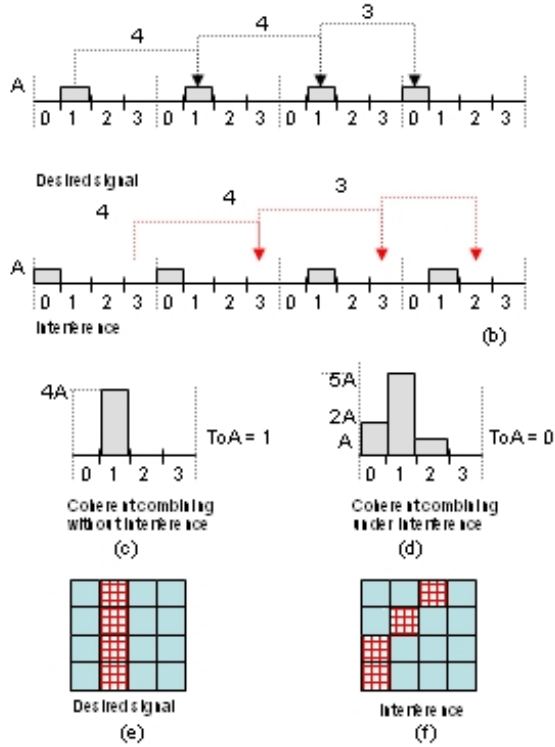 4 4 3
A
0 1 2 3 0 1 2 3 0 1 2 3 0 1 2 3
Desired signal
4 4 3
A
0 1 2 3 0 1 2 3 0 1 2 3 0 1 2 3
Interference
(b)
4A
ToA = 1
0 1 2 3
Coherent combining
without interference
(c)
5A
2A
A
ToA = 0
0 1 2 3
Coherent combining
under interference
(d)
Desired signal
(e)
Interference
(f)